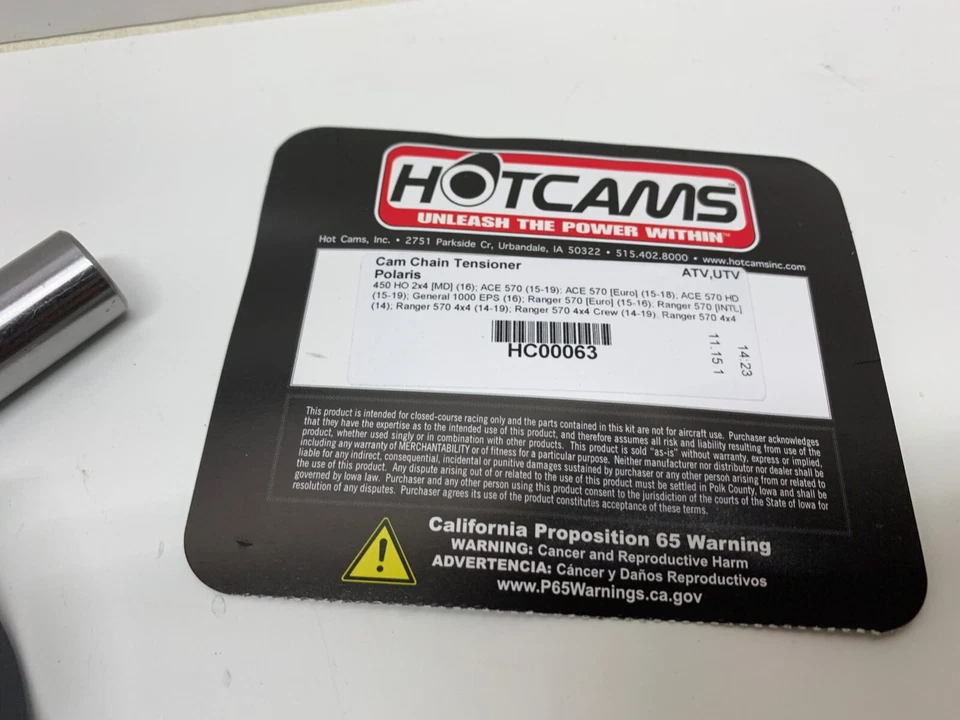 HOTCAMS™
UNLEASH THE POWER WITHIN™
Hot Cams, Inc. • 2751 Parkside Cr, Urbandale, IA 50322 • 515.402.8000 • www.hotcamsinc.com
Cam Chain Tensioner ATV,UTV
Polaris
450 HO 2x4 [MD] (16); ACE 570 (15-19); ACE 570 [Euro] (15-18); ACE 570 HD
(15-19); General 1000 EPS (16); Ranger 570 [Euro] (15-16); Ranger 570 [INTL]
(14); Ranger 570 4x4 (14-19); Ranger 570 4x4 Crew (14-19); Ranger 570 4x4
HC00063
14:23
11.15.1
This product is intended for closed-course racing only and the parts contained in this kit are not for aircraft use. Purchaser acknowledges
that they have the expertise as to the intended use of this product, and therefore assumes all risk and liability resulting from use of the
product, whether used singly or in combination with other products. This product is sold "as-is" without warranty, express or implied,
including any warranty of MERCHANTABILITY or of fitness for a particular purpose. Neither manufacturer nor distributor nor dealer shall be
liable for any indirect, consequential, incidental or punitive damages sustained by purchaser or any other person arising from or related to
the use of this product. Any dispute arising out of or related to the use of this product must be settled in Polk County, Iowa and shall be
governed by Iowa law. Purchaser and any other person using this product consent to the jurisdiction of the courts of the State of Iowa for
resolution of any disputes. Purchaser agrees its use of the product constitutes acceptance of these terms.
California Proposition 65 Warning
WARNING: Cancer and Reproductive Harm
ADVERTENCIA: Cáncer y Daños Reproductivos
www.P65Warnings.ca.gov